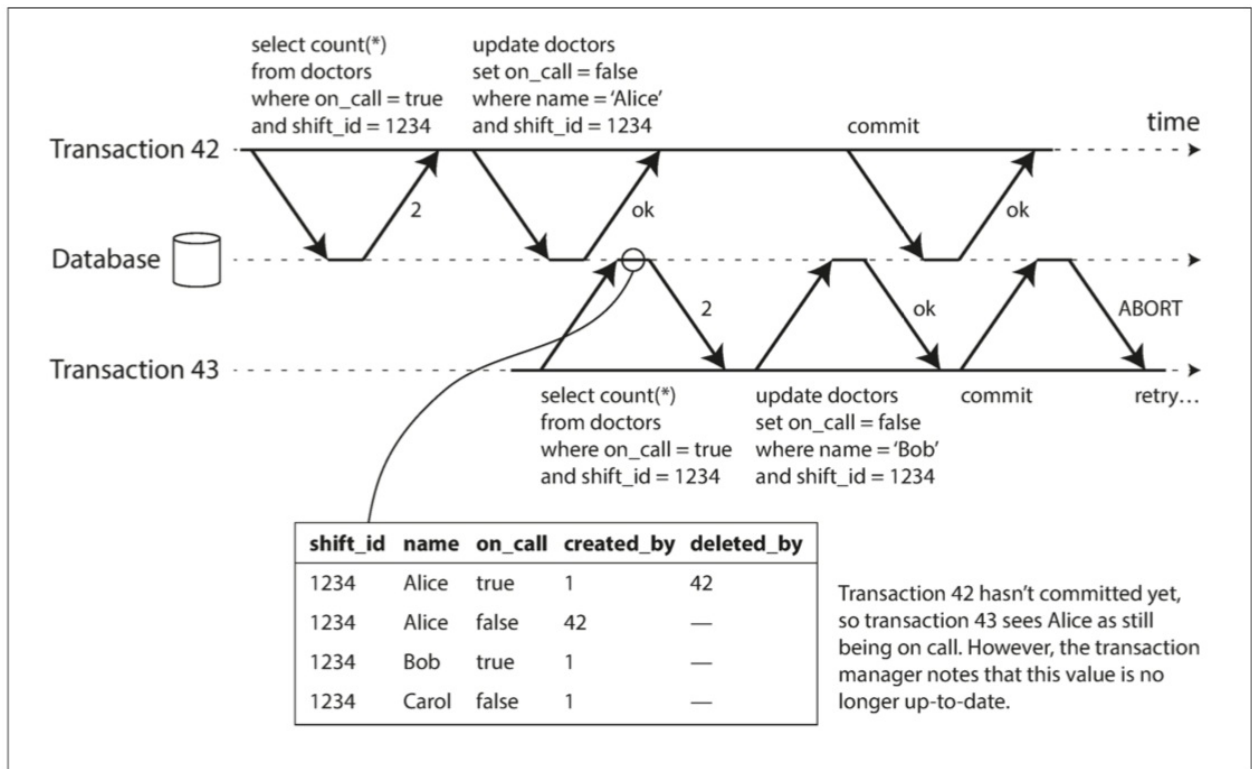 select count(*)
from doctors
where on_call = true
and shift_id = 1234
update doctors
set on_call = false
where name = ‘Alice’
and shift_id = 1234
commit
time
Transaction 42
2
ok
ok
Database
2
ok
ABORT
Transaction 43
select count(*)
from doctors
where on_call = true
and shift_id = 1234
update doctors
set on_call = false
where name = ‘Bob’
and shift_id = 1234
commit
retry…
shift_id name on_call created_by deleted_by
1234 Alice true 1 42
1234 Alice false 42 —
1234 Bob true 1 —
1234 Carol false 1 —
Transaction 42 hasn’t committed yet,
so transaction 43 sees Alice as still
being on call. However, the transaction
manager notes that this value is no
longer up-to-date.